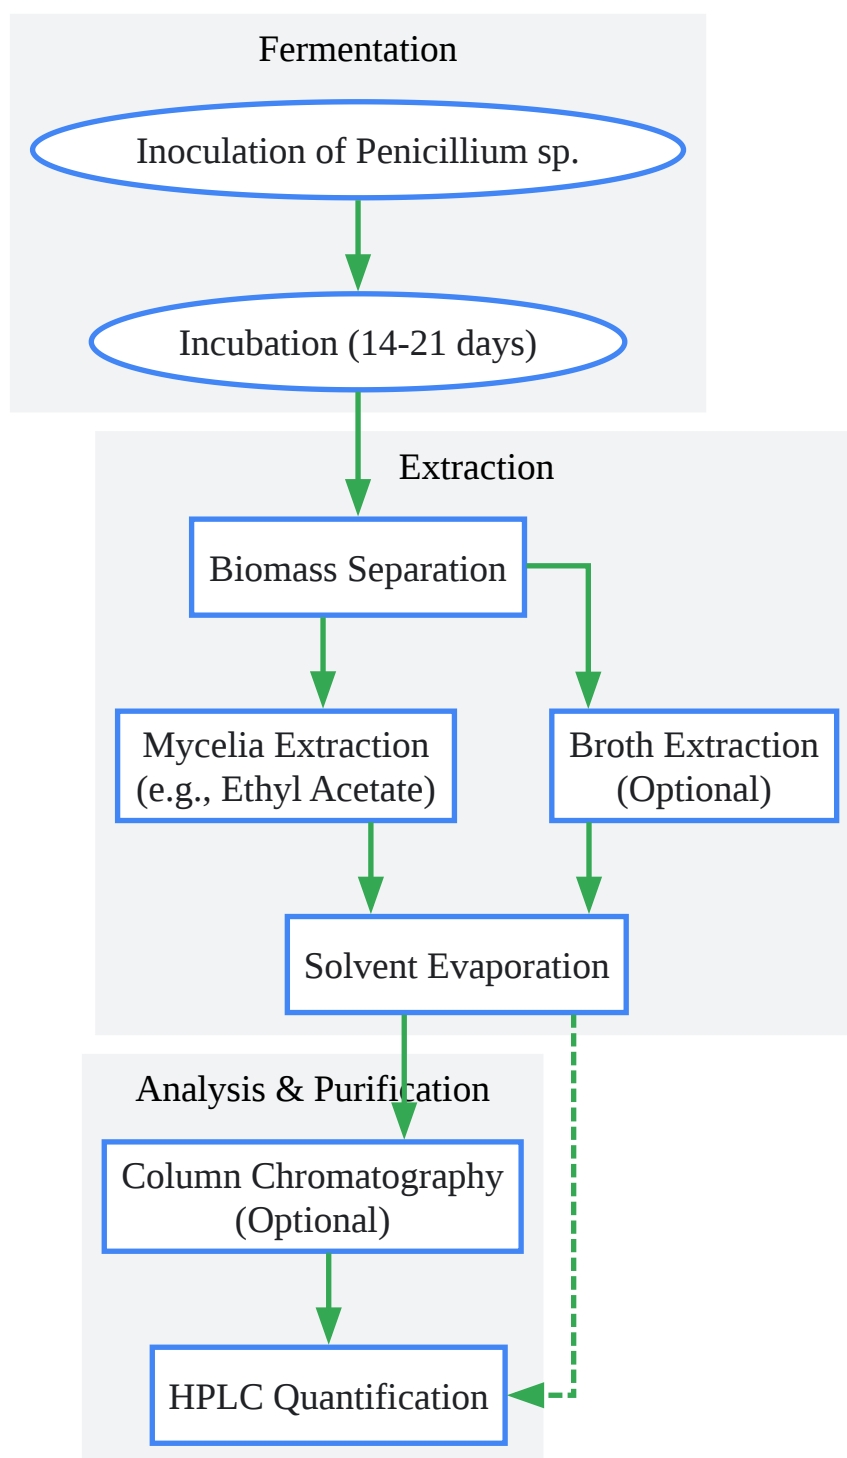 Fermentation
Inoculation of Penicillium sp.
Incubation (14-21 days)
Extraction
Biomass Separation
Mycelia Extraction
(e.g., Ethyl Acetate)
Broth Extraction
(Optional)
Solvent Evaporation
Analysis & Purification
Column Chromatography
(Optional)
HPLC Quantification